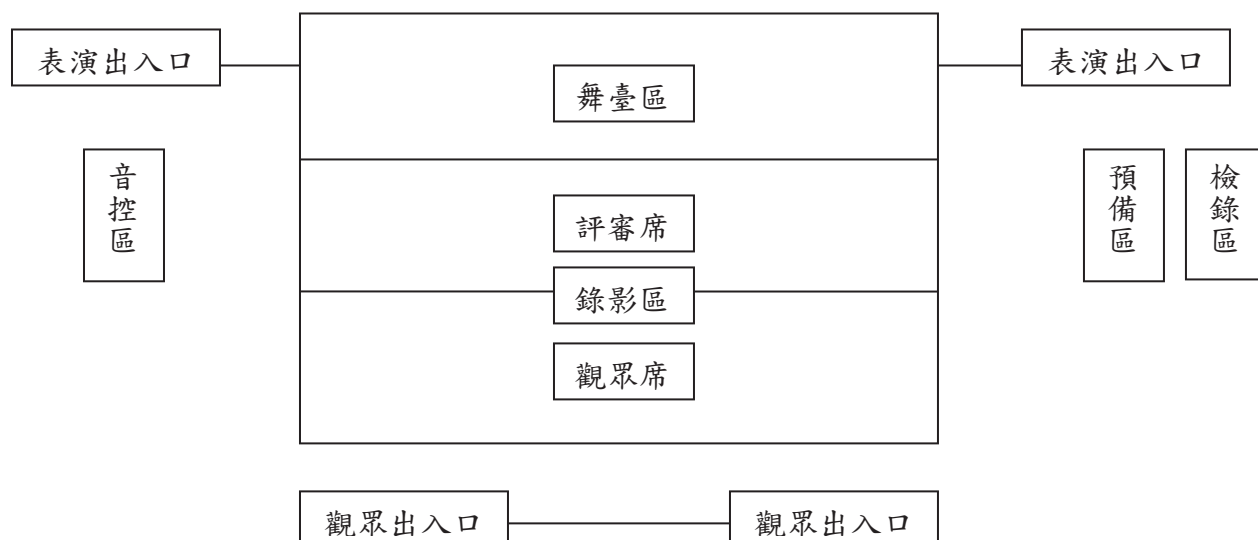 表演出入口
表演出入口
舞臺區
音控區
評審席
預備區
檢錄區
錄影區
觀眾席
觀眾出入口
觀眾出入口